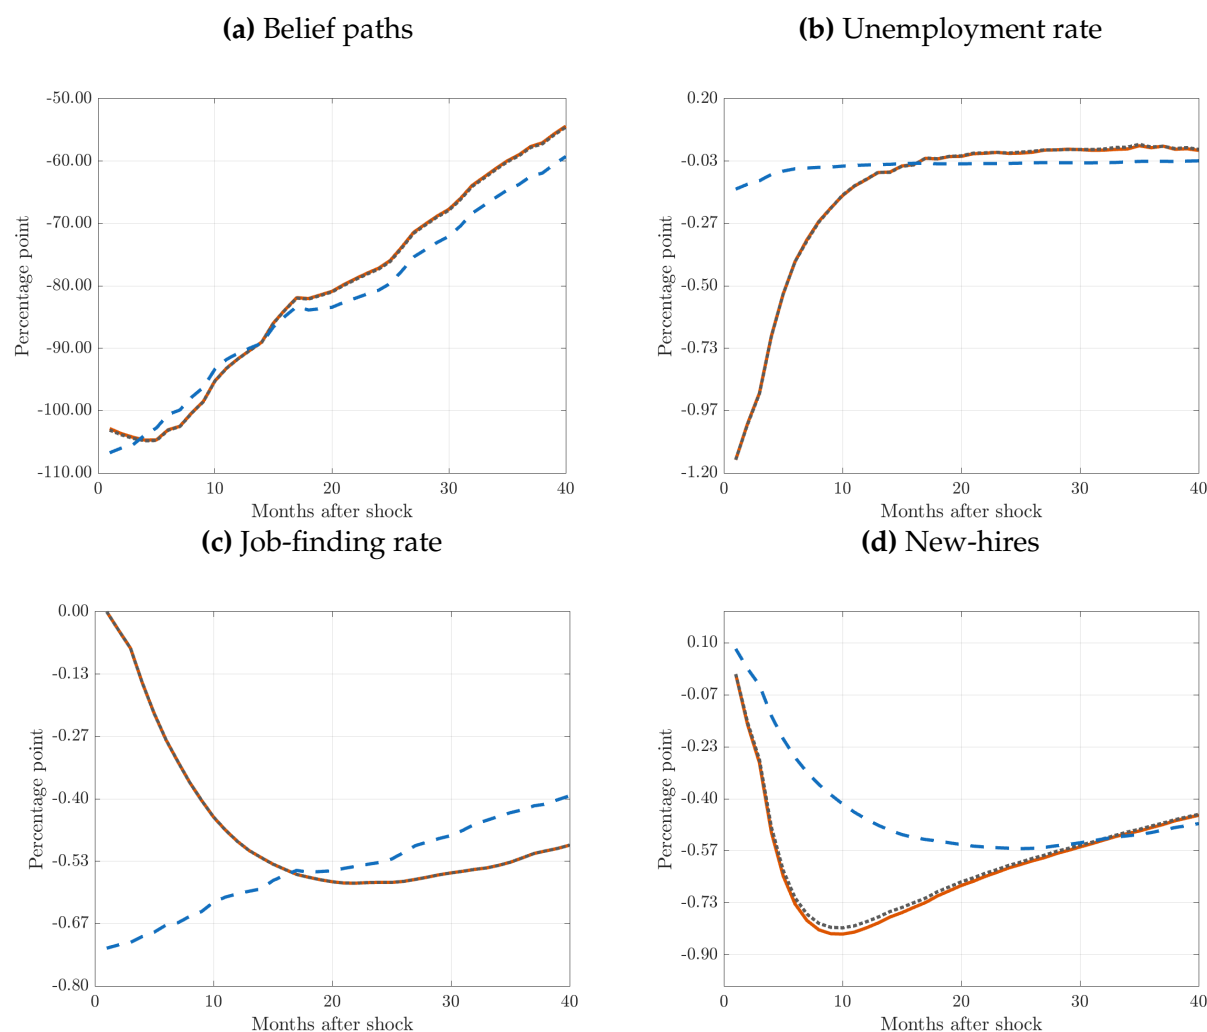 (a) Belief paths
-50.00
-60.00
-70.00
-80.00
-90.00
-100.00
-110.00
Percentage point
0 10 20 30 40
Months after shock
(b) Unemployment rate
0.20
-0.03
-0.27
-0.50
-0.73
-0.97
-1.20
Percentage point
0 10 20 30 40
Months after shock
(c) Job-finding rate
0.00
-0.13
-0.27
-0.40
-0.53
-0.67
-0.80
Percentage point
0 10 20 30 40
Months after shock
(d) New-hires
0.10
-0.07
-0.23
-0.40
-0.57
-0.73
-0.90
Percentage point
0 10 20 30 40
Months after shock